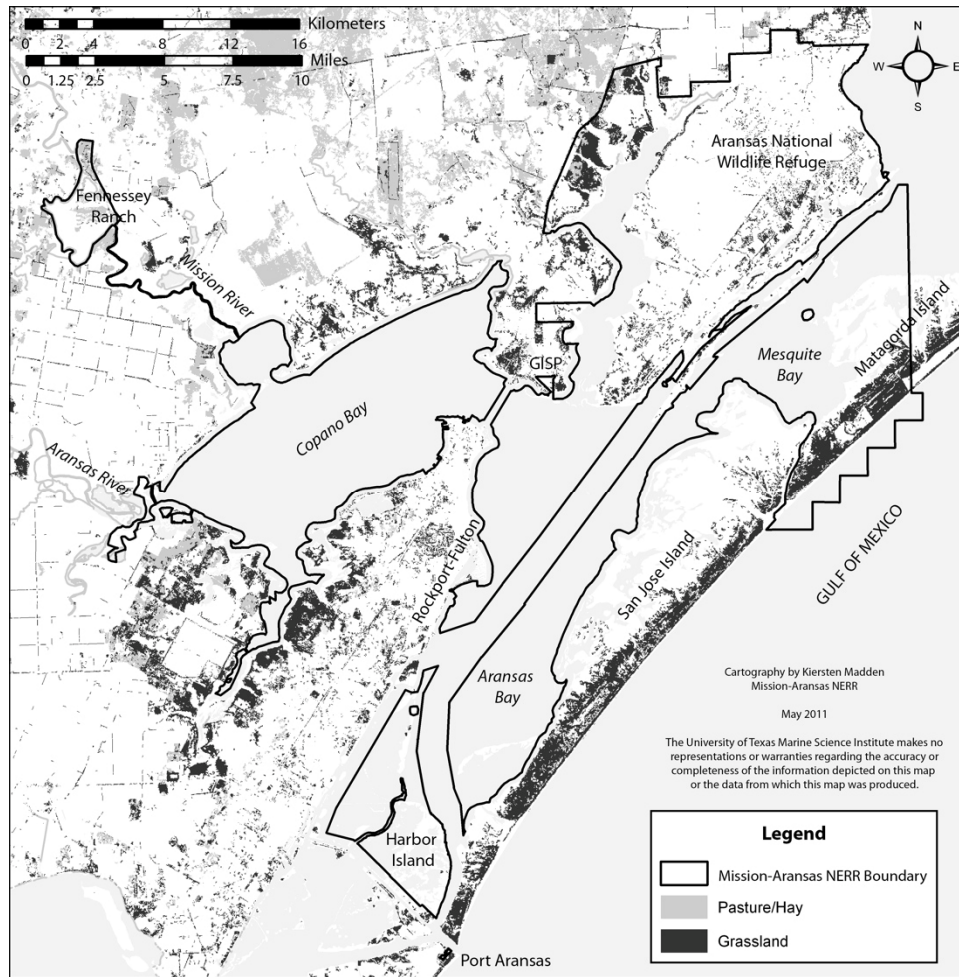 Kilometers
0 2 4 8 12 16
Miles
0 1.25 2.5 5 7.5 10
N
W E
S
Aransas National
Wildlife Refuge
Fennessey
Ranch
Mission River
Matagorda Island
Mesquite
Bay
GISP
Copano Bay
Aransas River
Rockport-Fulton
San Jose Island
GULF OF MEXICO
Aransas
Bay
Cartography by Kiersten Madden
Mission-Aransas NERR
May 2011
The University of Texas Marine Science Institute makes no
representations or warranties regarding the accuracy or
completeness of the information depicted on this map
or the data from which this map was produced.
Harbor
Island
Port Aransas
Legend
Mission-Aransas NERR Boundary
Pasture/Hay
Grassland